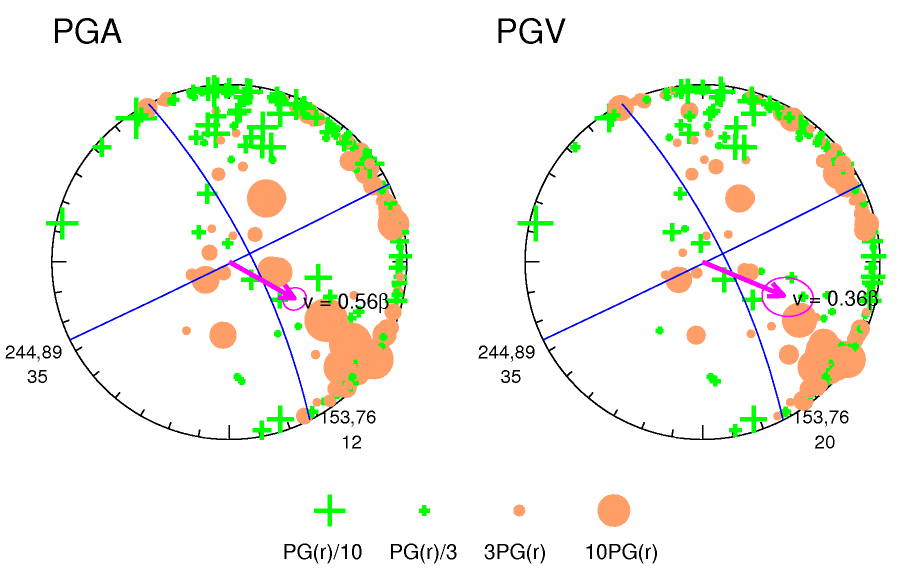 PGA PGV
v = 0.56β v = 0.36β
244,89 244,89
35 35
153,76 153,76
12 20
PG(r)/10 PG(r)/3 3PG(r) 10PG(r)